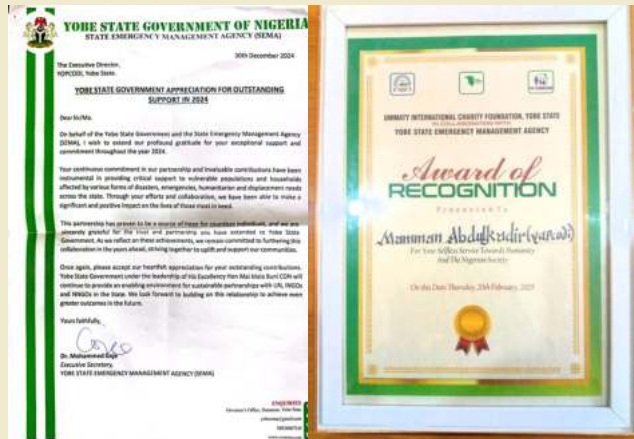 YOBE STATE GOVERNMENT OF NIGERIA
STATE EMERGENCY MANAGEMENT AGENCY (SEMA)
30th December 2024
The Executive Director,
YOPCODI, Yobe State.
YOBE STATE GOVERNMENT APPRECIATION FOR OUTSTANDING
SUPPORT IN 2024
Dear Sir/Ma.
On behalf of the Yobe State Government and the State Emergency Management Agency
(SEMA), I wish to extend our profound gratitude for your exceptional support and
commitment throughout the year 2024.
Your continuous commitment in our partnership and invaluable contributions have been
instrumental in providing critical support to vulnerable populations and households
affected by various forms of disasters, emergencies, humanitarian and displacement needs
across the state. Through your efforts and collaboration, we have been able to make a
significant and positive impact on the lives of those most in need.
This partnership has proven to be a source of hope for countless individuals, and we are
sincerely grateful for the trust and partnership you have extended to Yobe State
Government. As we reflect on these achievements, we remain committed to furthering this
collaboration in the years ahead, striving together to uplift and support our communities.
Once again, please accept our heartfelt appreciation for your outstanding contributions.
Yobe State Government under the leadership of His Excellency Hon Mai Mala Buni CON will
continue to provide an enabling environment for sustainable partnerships with UN, INGOs
and NNGOs in the State. We look forward to building on this relationship to achieve even
greater outcomes in the future.
Yours faithfully,
Dr. Mohammed Goje
Executive Secretary,
YOBE STATE EMERGENCY MANAGEMENT AGENCY (SEMA)
ENQUIRIES
Governor's Office, Damaturu, Yobe State
UMMATY INTERNATIONAL CHARITY FOUNDATION, YOBE STATE
IN COLLABORATION WITH
YOBE STATE EMERGENCY MANAGEMENT AGENCY
Award of
RECOGNITION
Presented To
Mamman Abdulkadir (yapcodi)
For Your Selfless Service Towards Humanity
And The Nigerian Society
On this Date Thursday, 20th February, 2025